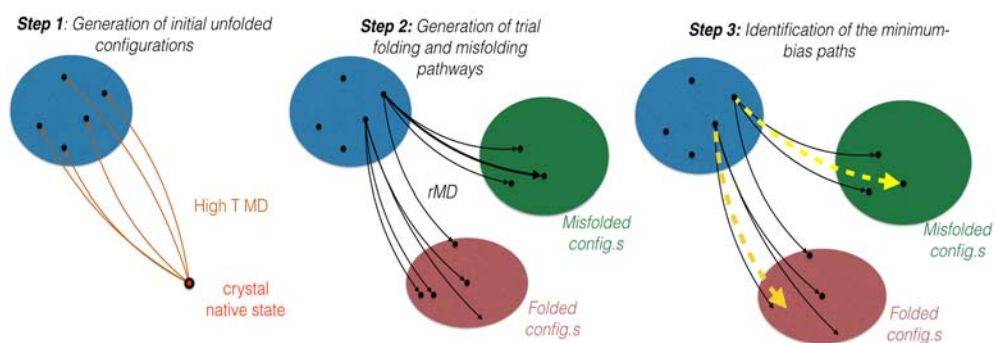 Step 1: Generation of initial unfolded
configurations
High T MD
crystal
native state
Step 2: Generation of trial
folding and misfolding
pathways
rMD
Misfolded
config.s
Folded
config.s
Step 3: Identification of the minimum-
bias paths
Misfolded
config.s
Folded
config.s